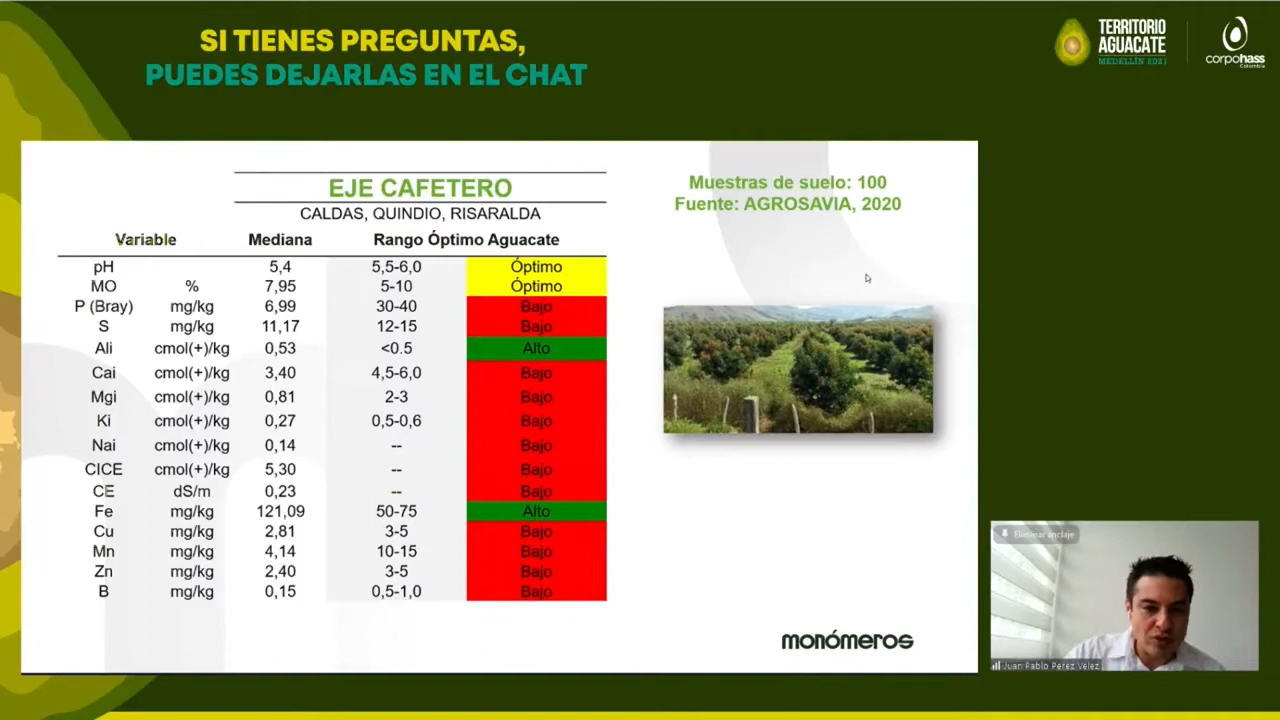 SI TIENES PREGUNTAS,
PUEDES DEJARLAS EN EL CHAT
TERRITORIO
AGUACATE
MEDELLÍN 2021
corpohass
Colombia
EJE CAFETERO
CALDAS, QUINDIO, RISARALDA
Variable Mediana Rango Óptimo Aguacate
pH 5,4 5,5-6,0 Óptimo
MO % 7,95 5-10 Óptimo
P (Bray) mg/kg 6,99 30-40 Bajo
S mg/kg 11,17 12-15 Bajo
Ali cmol(+)/kg 0,53 <0.5 Alto
Cai cmol(+)/kg 3,40 4,5-6,0 Bajo
Mgi cmol(+)/kg 0,81 2-3 Bajo
Ki cmol(+)/kg 0,27 0,5-0,6 Bajo
Nai cmol(+)/kg 0,14 -- Bajo
CICE cmol(+)/kg 5,30 -- Bajo
CE dS/m 0,23 -- Bajo
Fe mg/kg 121,09 50-75 Alto
Cu mg/kg 2,81 3-5 Bajo
Mn mg/kg 4,14 10-15 Bajo
Zn mg/kg 2,40 3-5 Bajo
B mg/kg 0,15 0,5-1,0 Bajo
Muestras de suelo: 100
Fuente: AGROSAVIA, 2020
monómeros
Eliminar anclaje
Juan Pablo Perez Velez